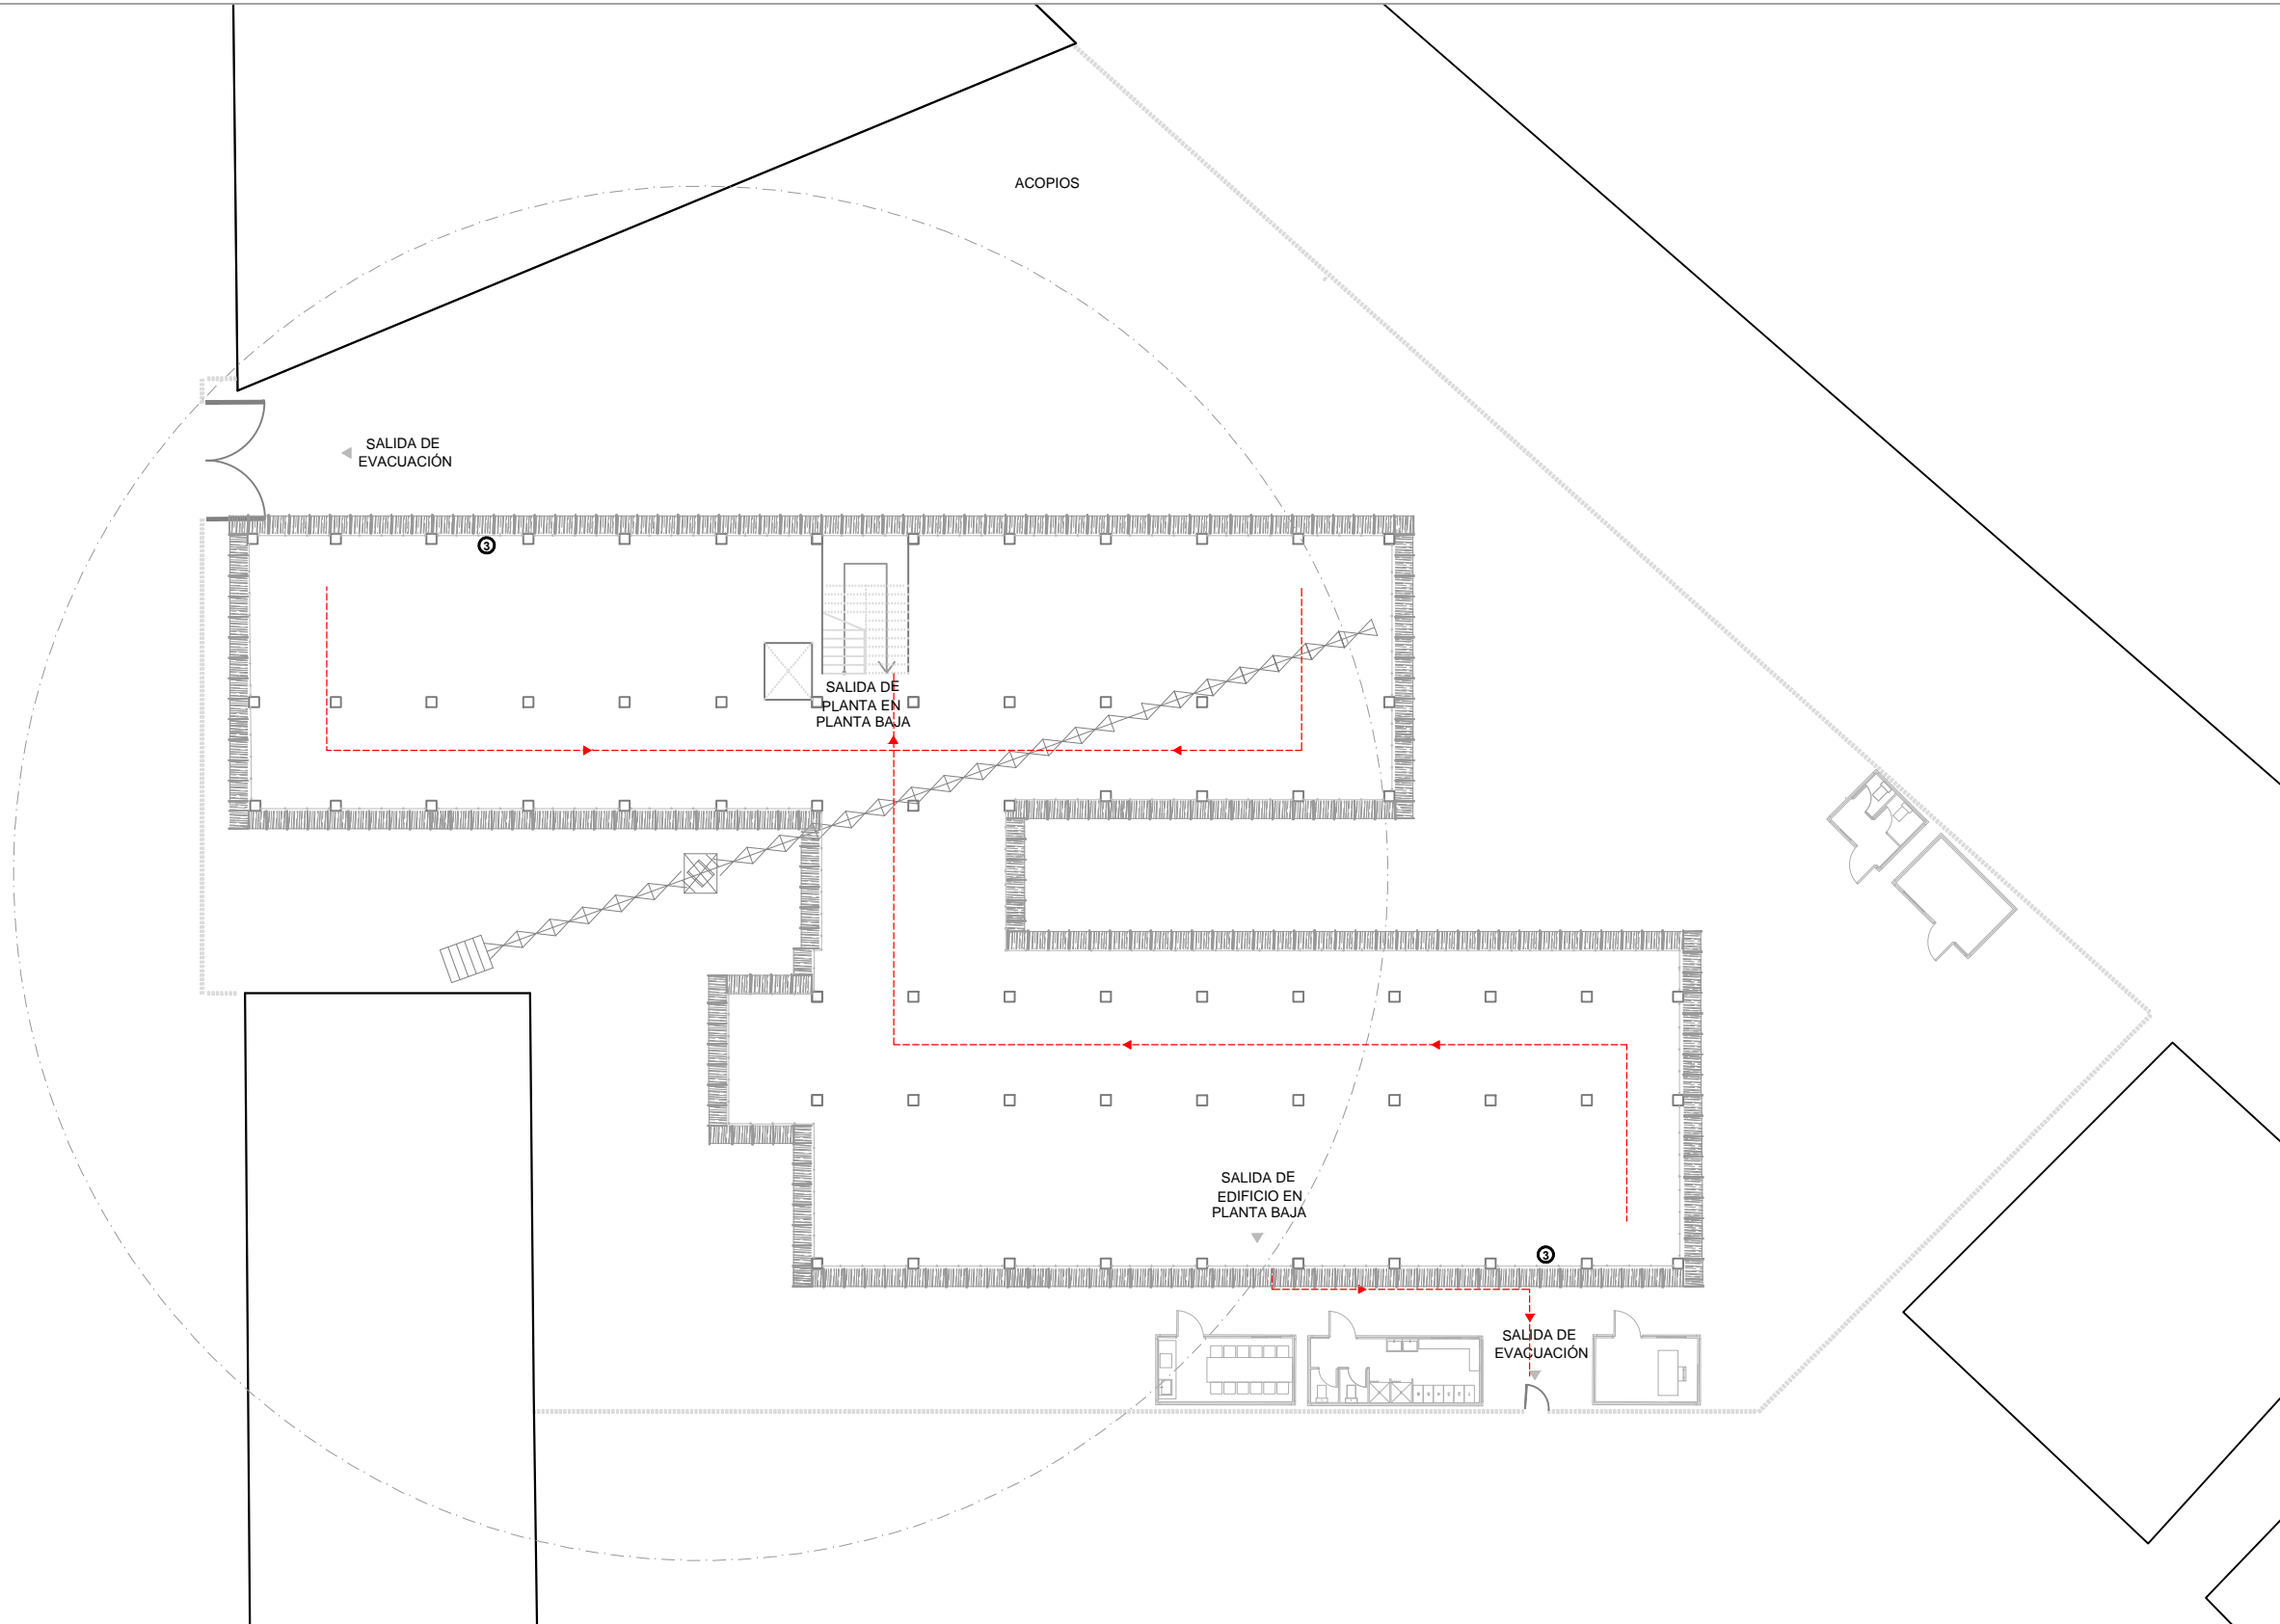 ACOPIOS
SALIDA DE
EVACUACIÓN
3
SALIDA DE
PLANTA EN
PLANTA BAJA
SALIDA DE
EDIFICIO EN
PLANTA BAJA
3
SALIDA DE
EVACUACIÓN